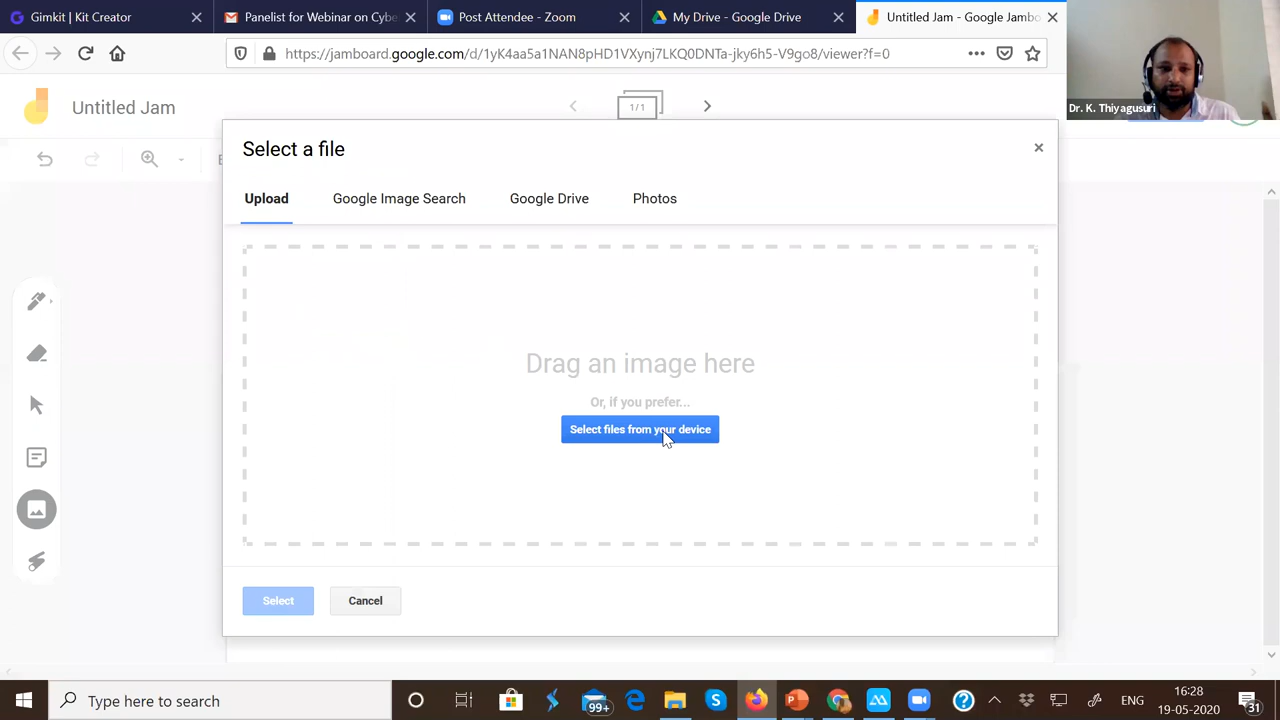 Gimkit | Kit Creator
Panelist for Webinar on Cybe
Post Attendee - Zoom
My Drive - Google Drive
Untitled Jam - Google Jambo
https://jamboard.google.com/d/1yK4aa5a1NAN8pHD1VXynj7LKQ0DNTa-jky6h5-V9go8/viewer?f=0
Dr. K. Thiyagusuri
Untitled Jam
1/1
Select a file
Upload
Google Image Search
Google Drive
Photos
Drag an image here
Or, if you prefer...
Select files from your device
Select
Cancel
Type here to search
99+
ENG
16:28
19-05-2020
31